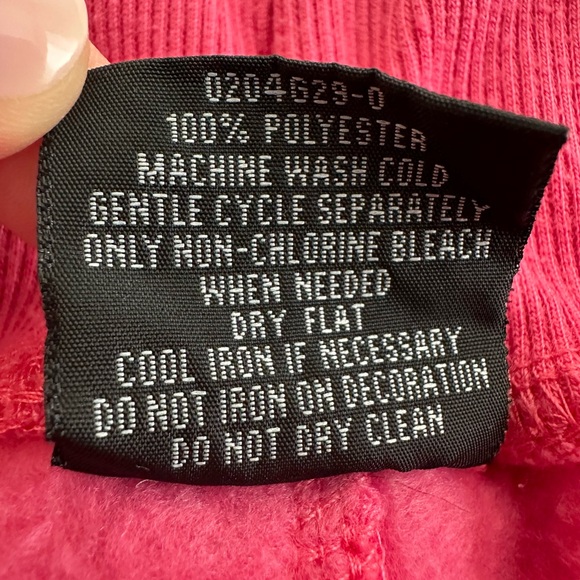 0204G29-0
100% POLYESTER
MACHINE WASH COLD
GENTLE CYCLE SEPARATELY
ONLY NON-CHLORINE BLEACH
WHEN NEEDED
DRY FLAT
COOL IRON IF NECESSARY
DO NOT IRON ON DECORATION
DO NOT DRY CLEAN